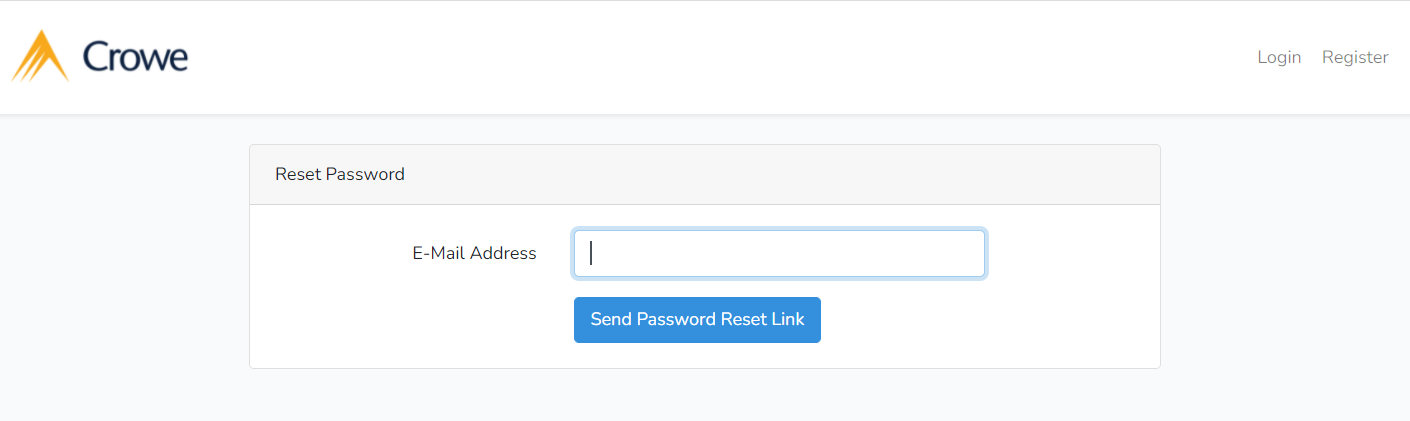 Crowe
Login Register
Reset Password
E-Mail Address
Send Password Reset Link